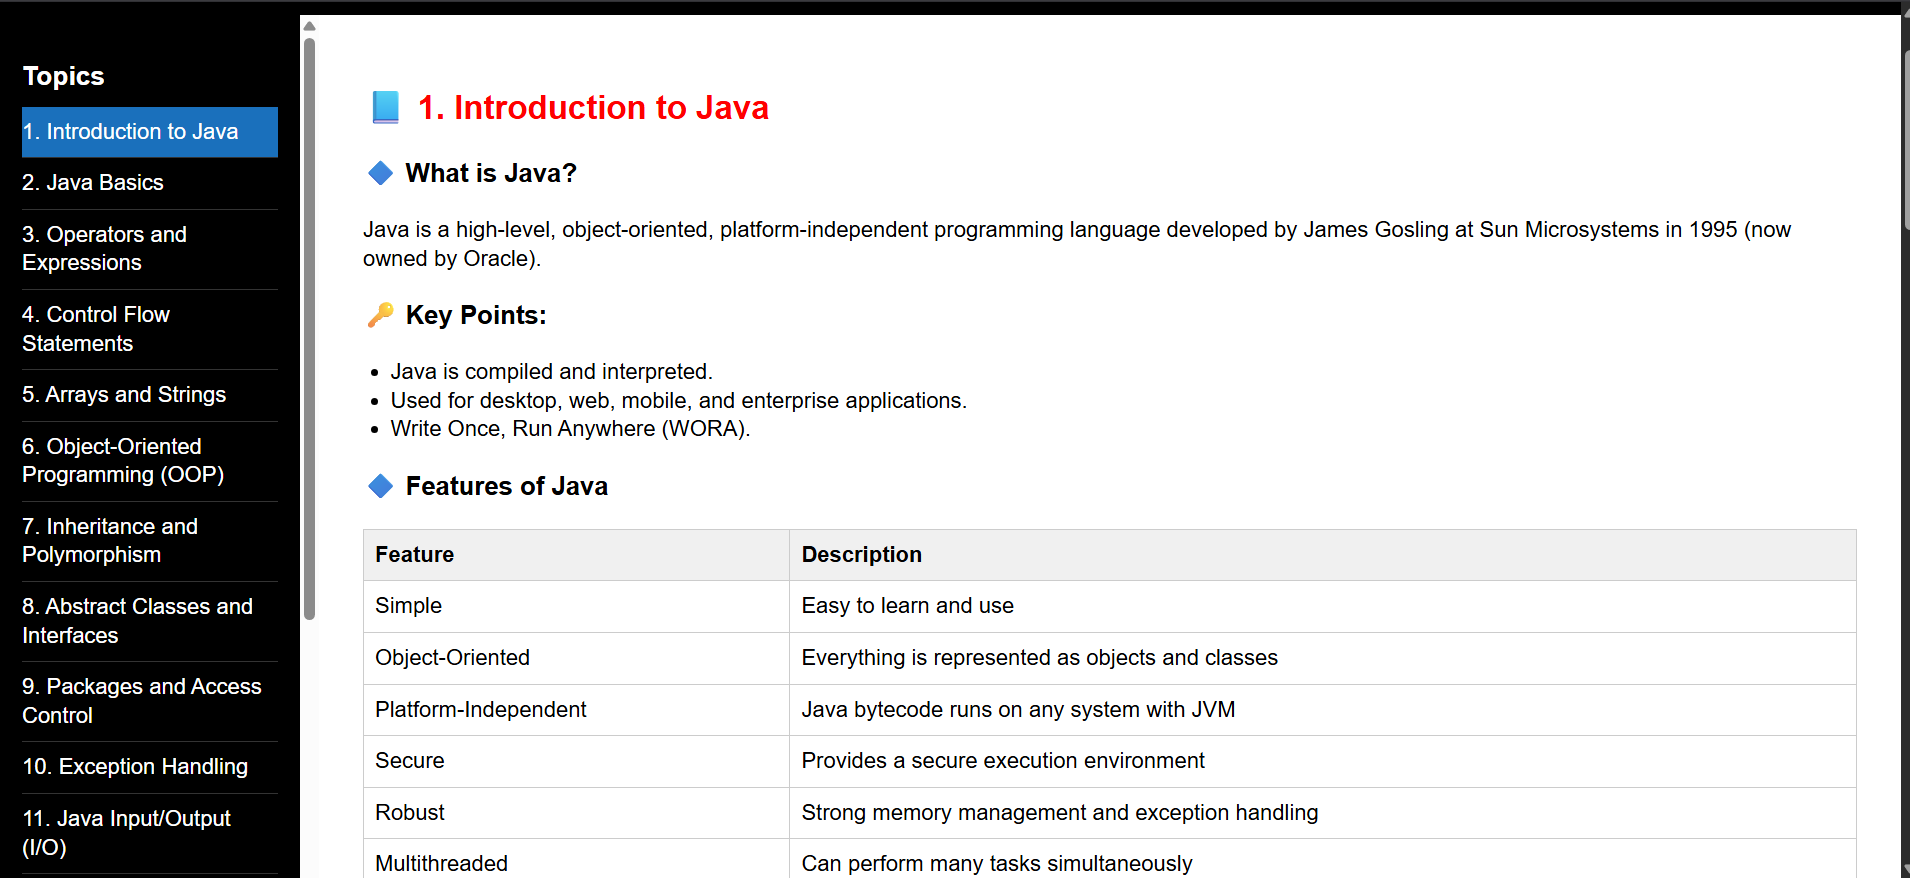 Topics
1. Introduction to Java
2. Java Basics
3. Operators and
Expressions
4. Control Flow
Statements
5. Arrays and Strings
6. Object-Oriented
Programming (OOP)
7. Inheritance and
Polymorphism
8. Abstract Classes and
Interfaces
9. Packages and Access
Control
10. Exception Handling
11. Java Input/Output
(I/O)
1. Introduction to Java
What is Java?
Java is a high-level, object-oriented, platform-independent programming language developed by James Gosling at Sun Microsystems in 1995 (now
owned by Oracle).
Key Points:
• Java is compiled and interpreted.
• Used for desktop, web, mobile, and enterprise applications.
• Write Once, Run Anywhere (WORA).
Features of Java
Feature Description
Simple Easy to learn and use
Object-Oriented Everything is represented as objects and classes
Platform-Independent Java bytecode runs on any system with JVM
Secure Provides a secure execution environment
Robust Strong memory management and exception handling
Multithreaded Can perform many tasks simultaneously